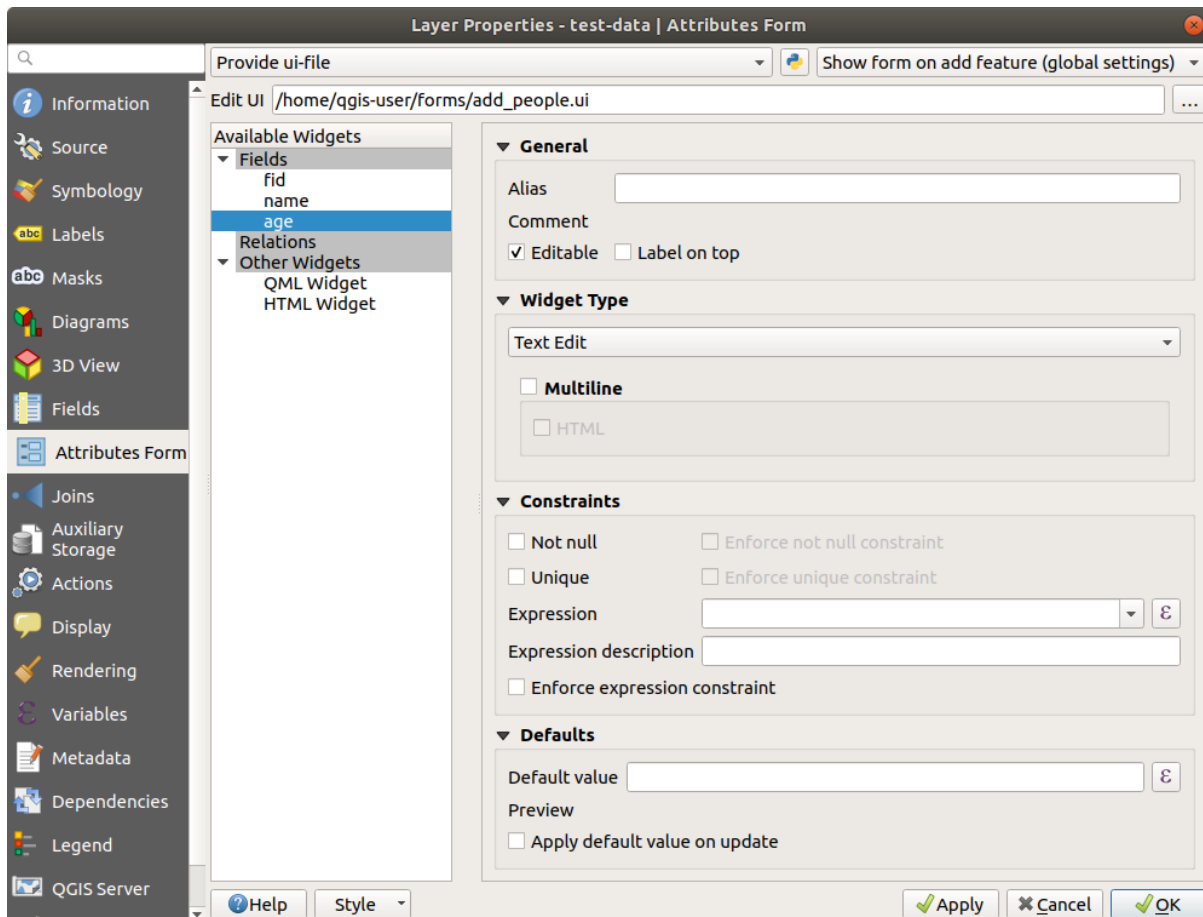 Layer Properties - test-data | Attributes Form
Provide ui-file
Show form on add feature (global settings)
Edit UI /home/qgis-user/forms/add_people.ui ...
Information
Source
Symbology
abc Labels
abc Masks
Diagrams
3D View
Fields
Attributes Form
Joins
Auxiliary
Storage
Actions
Display
Rendering
Variables
Metadata
Dependencies
Legend
QGIS Server
Available Widgets
Fields
fid
name
age
Relations
Other Widgets
QML Widget
HTML Widget
General
Alias
Comment
Editable Label on top
Widget Type
Text Edit
Multiline
HTML
Constraints
Not null Enforce not null constraint
Unique Enforce unique constraint
Expression ε
Expression description
Enforce expression constraint
Defaults
Default value ε
Preview
Apply default value on update
Help Style Apply Cancel OK